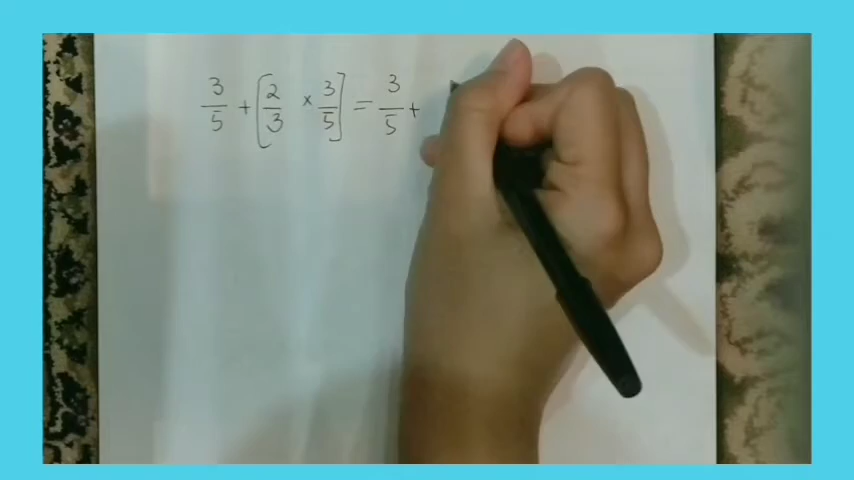 3/5 + [2/3 × 3/5] = 3/5 +